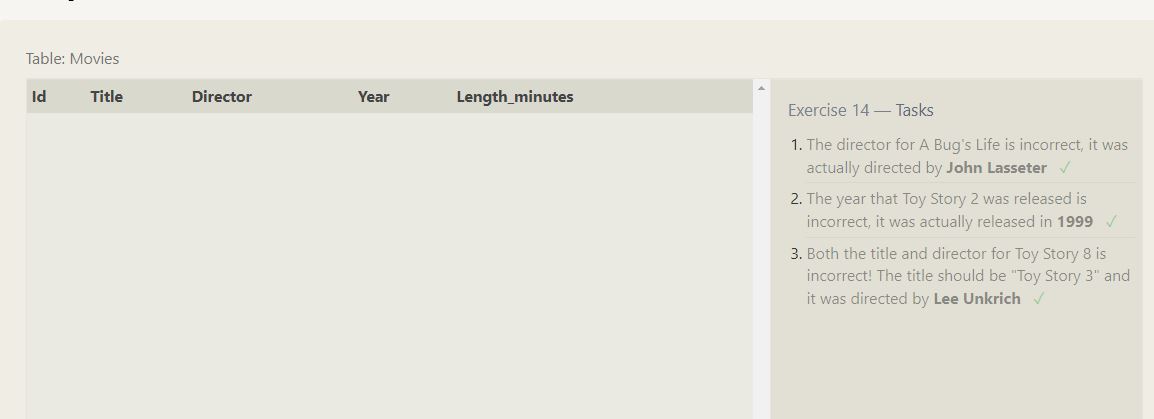 Table: Movies
Id Title Director Year Length_minutes
Exercise 14 — Tasks
1. The director for A Bug's Life is incorrect, it was
actually directed by John Lasseter ✓
2. The year that Toy Story 2 was released is
incorrect, it was actually released in 1999 ✓
3. Both the title and director for Toy Story 8 is
incorrect! The title should be "Toy Story 3" and
it was directed by Lee Unkrich ✓